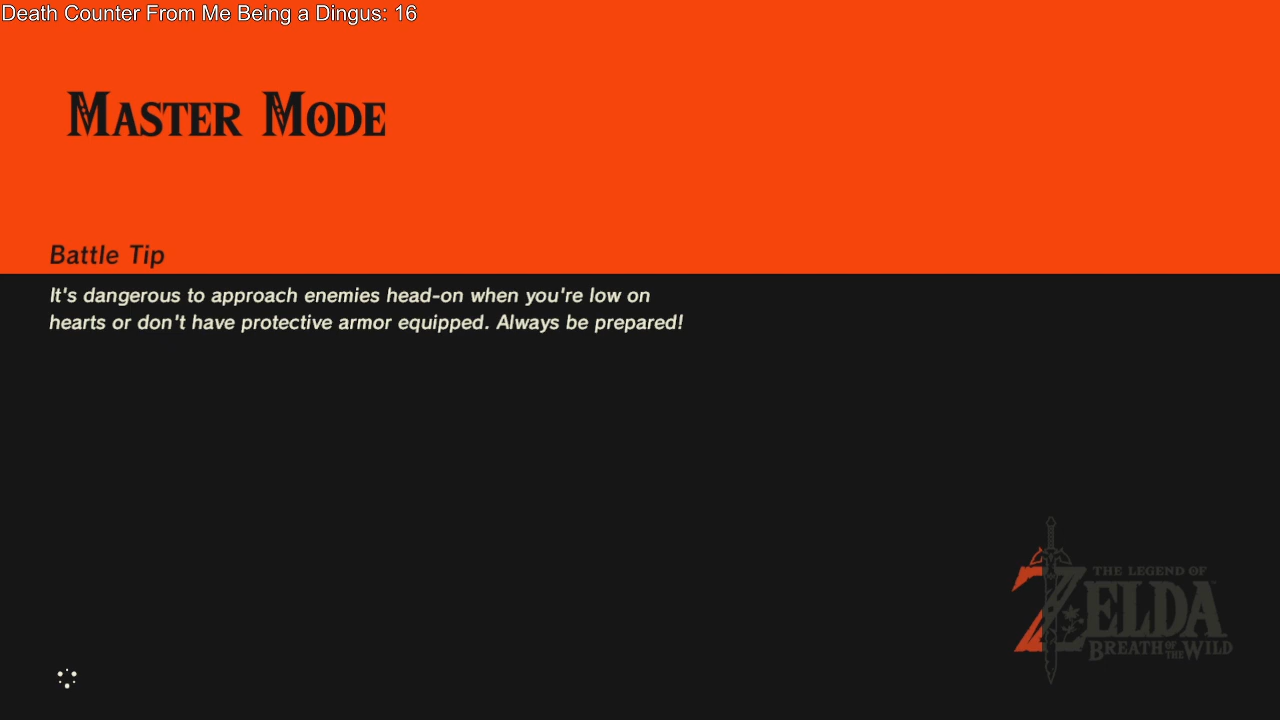 Death Counter From Me Being a Dingus: 16
MASTER MODE
Battle Tip
It's dangerous to approach enemies head-on when you're low on
hearts or don't have protective armor equipped. Always be prepared!
THE LEGEND OF
ZELDA
BREATH OF THE WILD